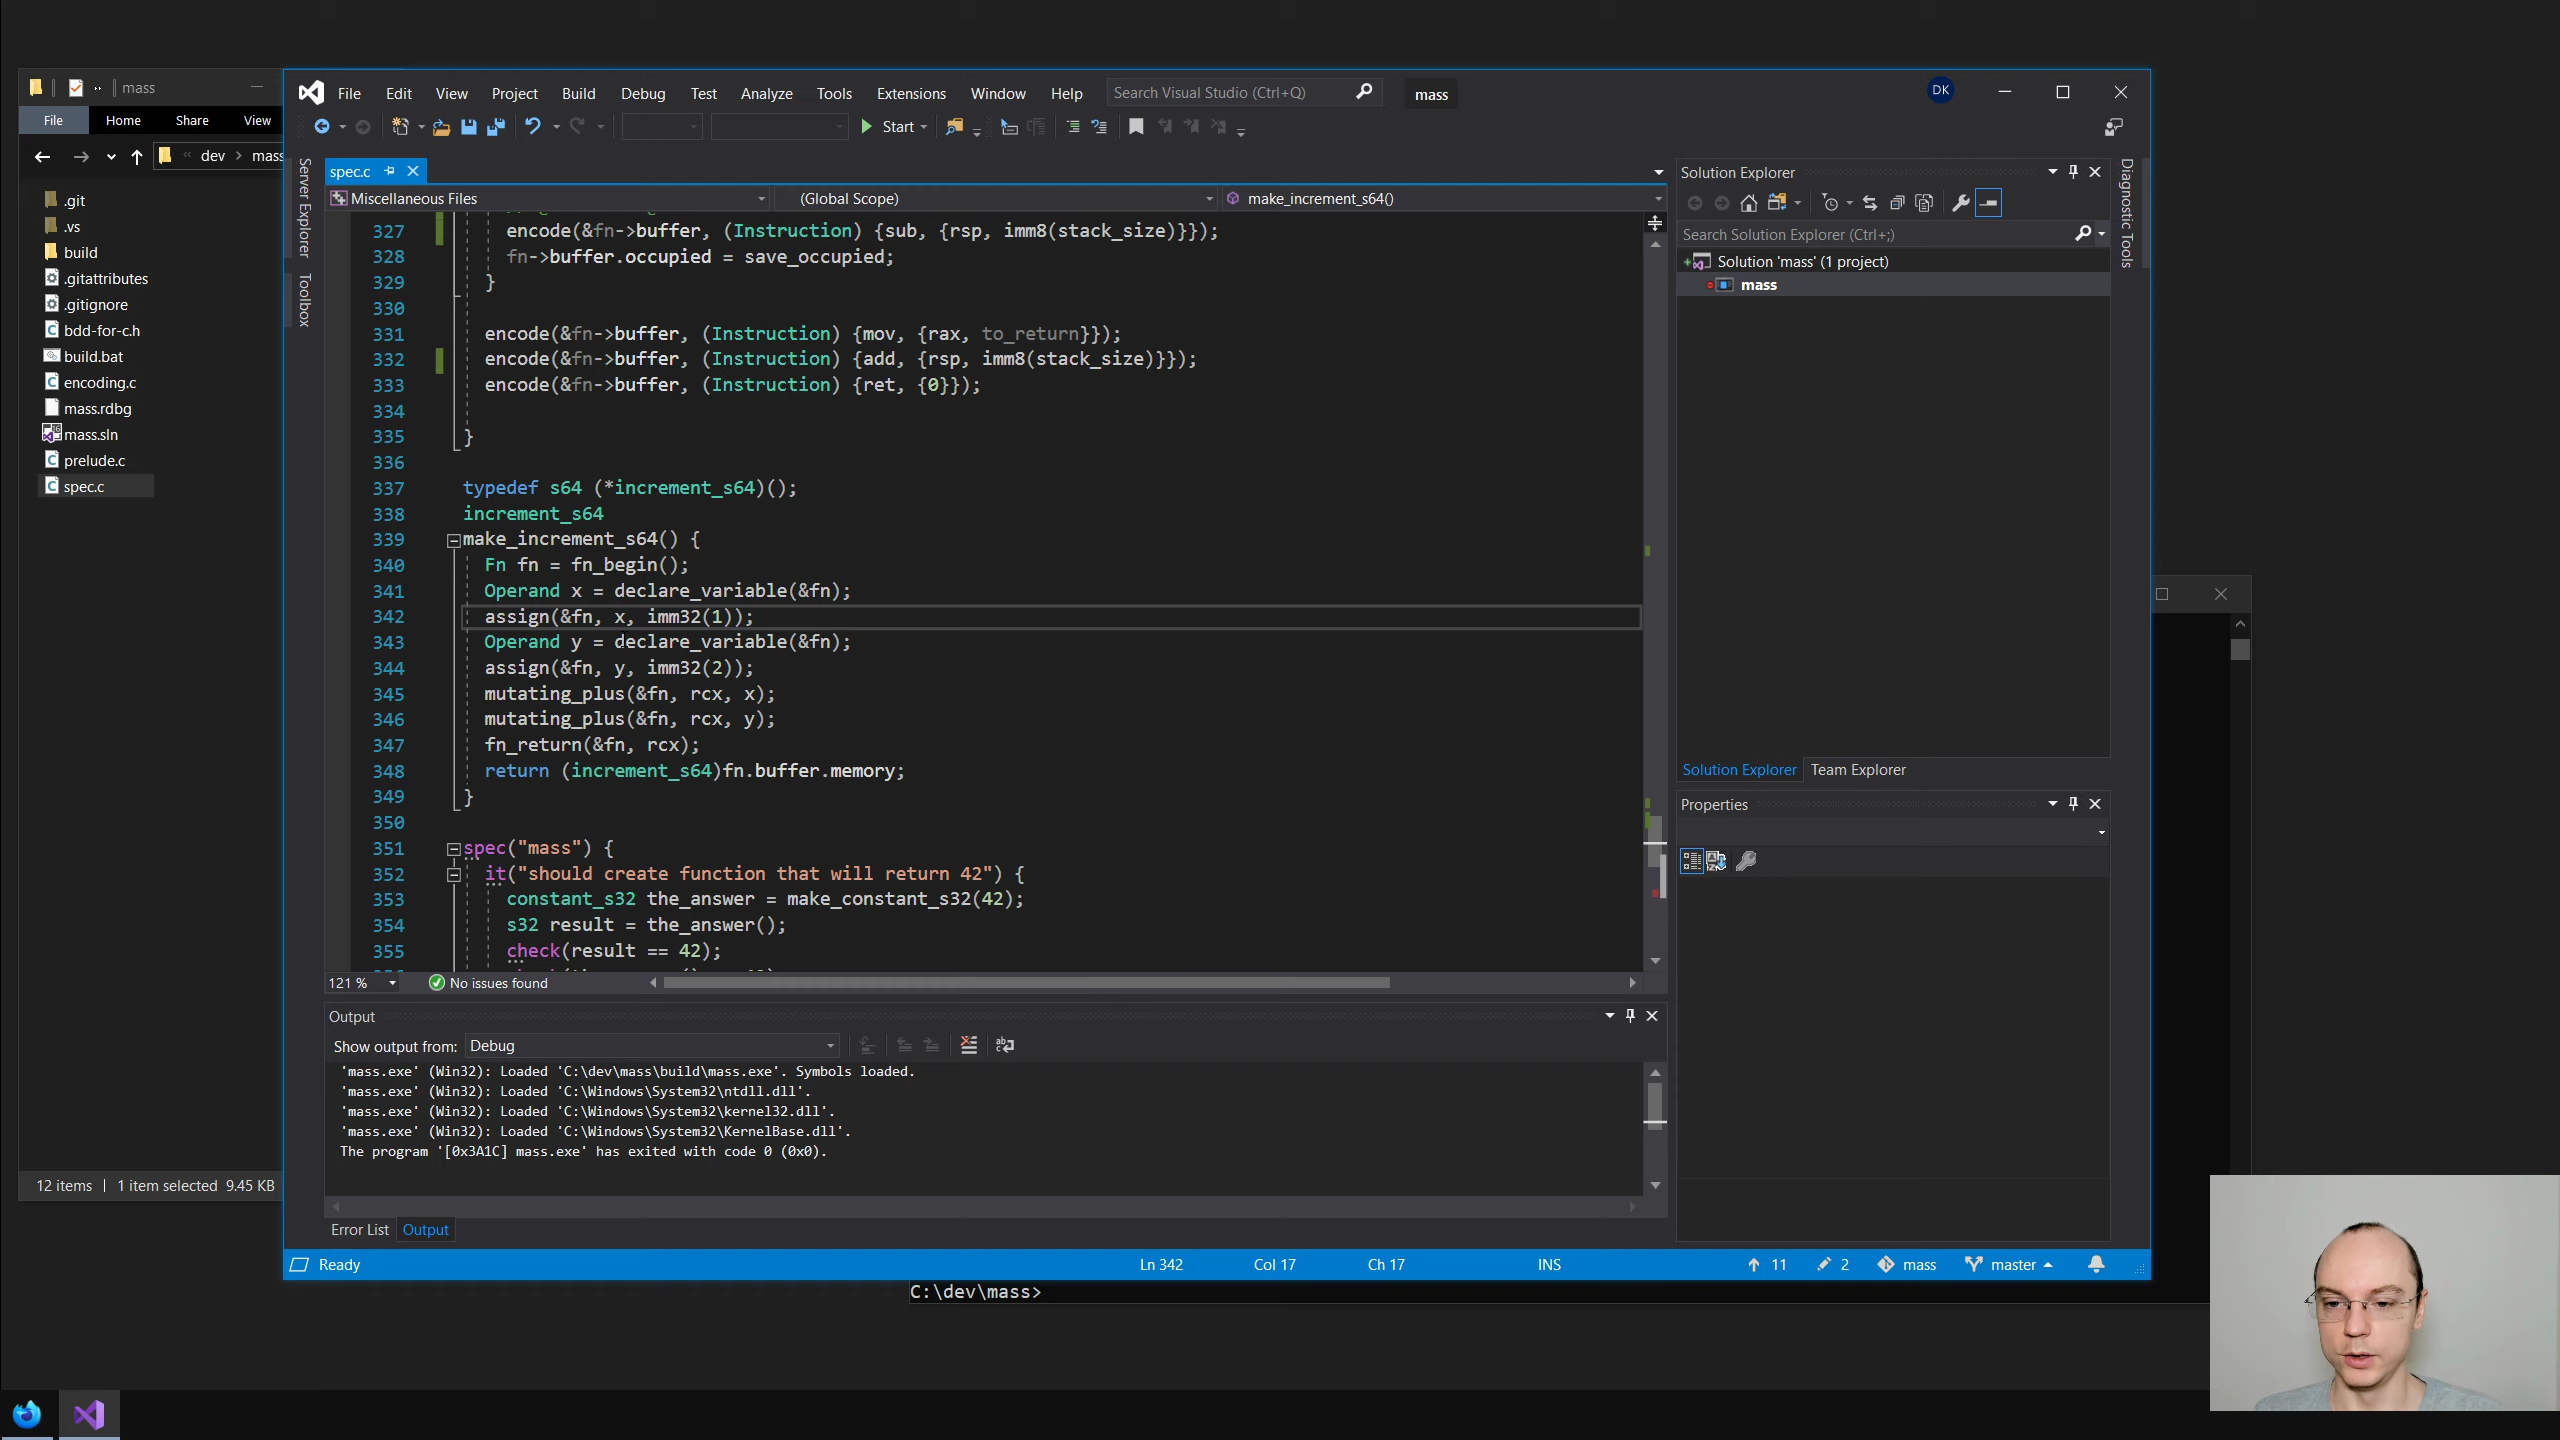 mass
File
Home
Share
View
dev
mass
.git
.vs
build
.gitattributes
.gitignore
bdd-for-c.h
build.bat
encoding.c
mass.rdbg
mass.sln
prelude.c
spec.c
12 items
1 item selected 9.45 KB
File Edit View Project Build Debug Test Analyze Tools Extensions Window Help
Search Visual Studio (Ctrl+Q)
mass
DK
Start
Server Explorer
Toolbox
spec.c
Miscellaneous Files
(Global Scope)
make_increment_s64()
327 encode(&fn->buffer, (Instruction) {sub, {rsp, imm8(stack_size)}});
328 fn->buffer.occupied = save_occupied;
329 }
330
331 encode(&fn->buffer, (Instruction) {mov, {rax, to_return}});
332 encode(&fn->buffer, (Instruction) {add, {rsp, imm8(stack_size)}});
333 encode(&fn->buffer, (Instruction) {ret, {0}});
334
335 }
336
337 typedef s64 (*increment_s64)();
338 increment_s64
339 make_increment_s64() {
340 Fn fn = fn_begin();
341 Operand x = declare_variable(&fn);
342 assign(&fn, x, imm32(1));
343 Operand y = declare_variable(&fn);
344 assign(&fn, y, imm32(2));
345 mutating_plus(&fn, rcx, x);
346 mutating_plus(&fn, rcx, y);
347 fn_return(&fn, rcx);
348 return (increment_s64)fn.buffer.memory;
349 }
350
351 spec("mass") {
352 it("should create function that will return 42") {
353 constant_s32 the_answer = make_constant_s32(42);
354 s32 result = the_answer();
355 check(result == 42);
121 %
No issues found
Output
Show output from: Debug
'mass.exe' (Win32): Loaded 'C:\dev\mass\build\mass.exe'. Symbols loaded.
'mass.exe' (Win32): Loaded 'C:\Windows\System32\ntdll.dll'.
'mass.exe' (Win32): Loaded 'C:\Windows\System32\kernel32.dll'.
'mass.exe' (Win32): Loaded 'C:\Windows\System32\KernelBase.dll'.
The program '[0x3A1C] mass.exe' has exited with code 0 (0x0).
Error List Output
Solution Explorer
Search Solution Explorer (Ctrl+;)
Solution 'mass' (1 project)
mass
Solution Explorer Team Explorer
Properties
Diagnostic Tools
Ready
Ln 342
Col 17
Ch 17
INS
11
2
mass
master
C:\dev\mass>